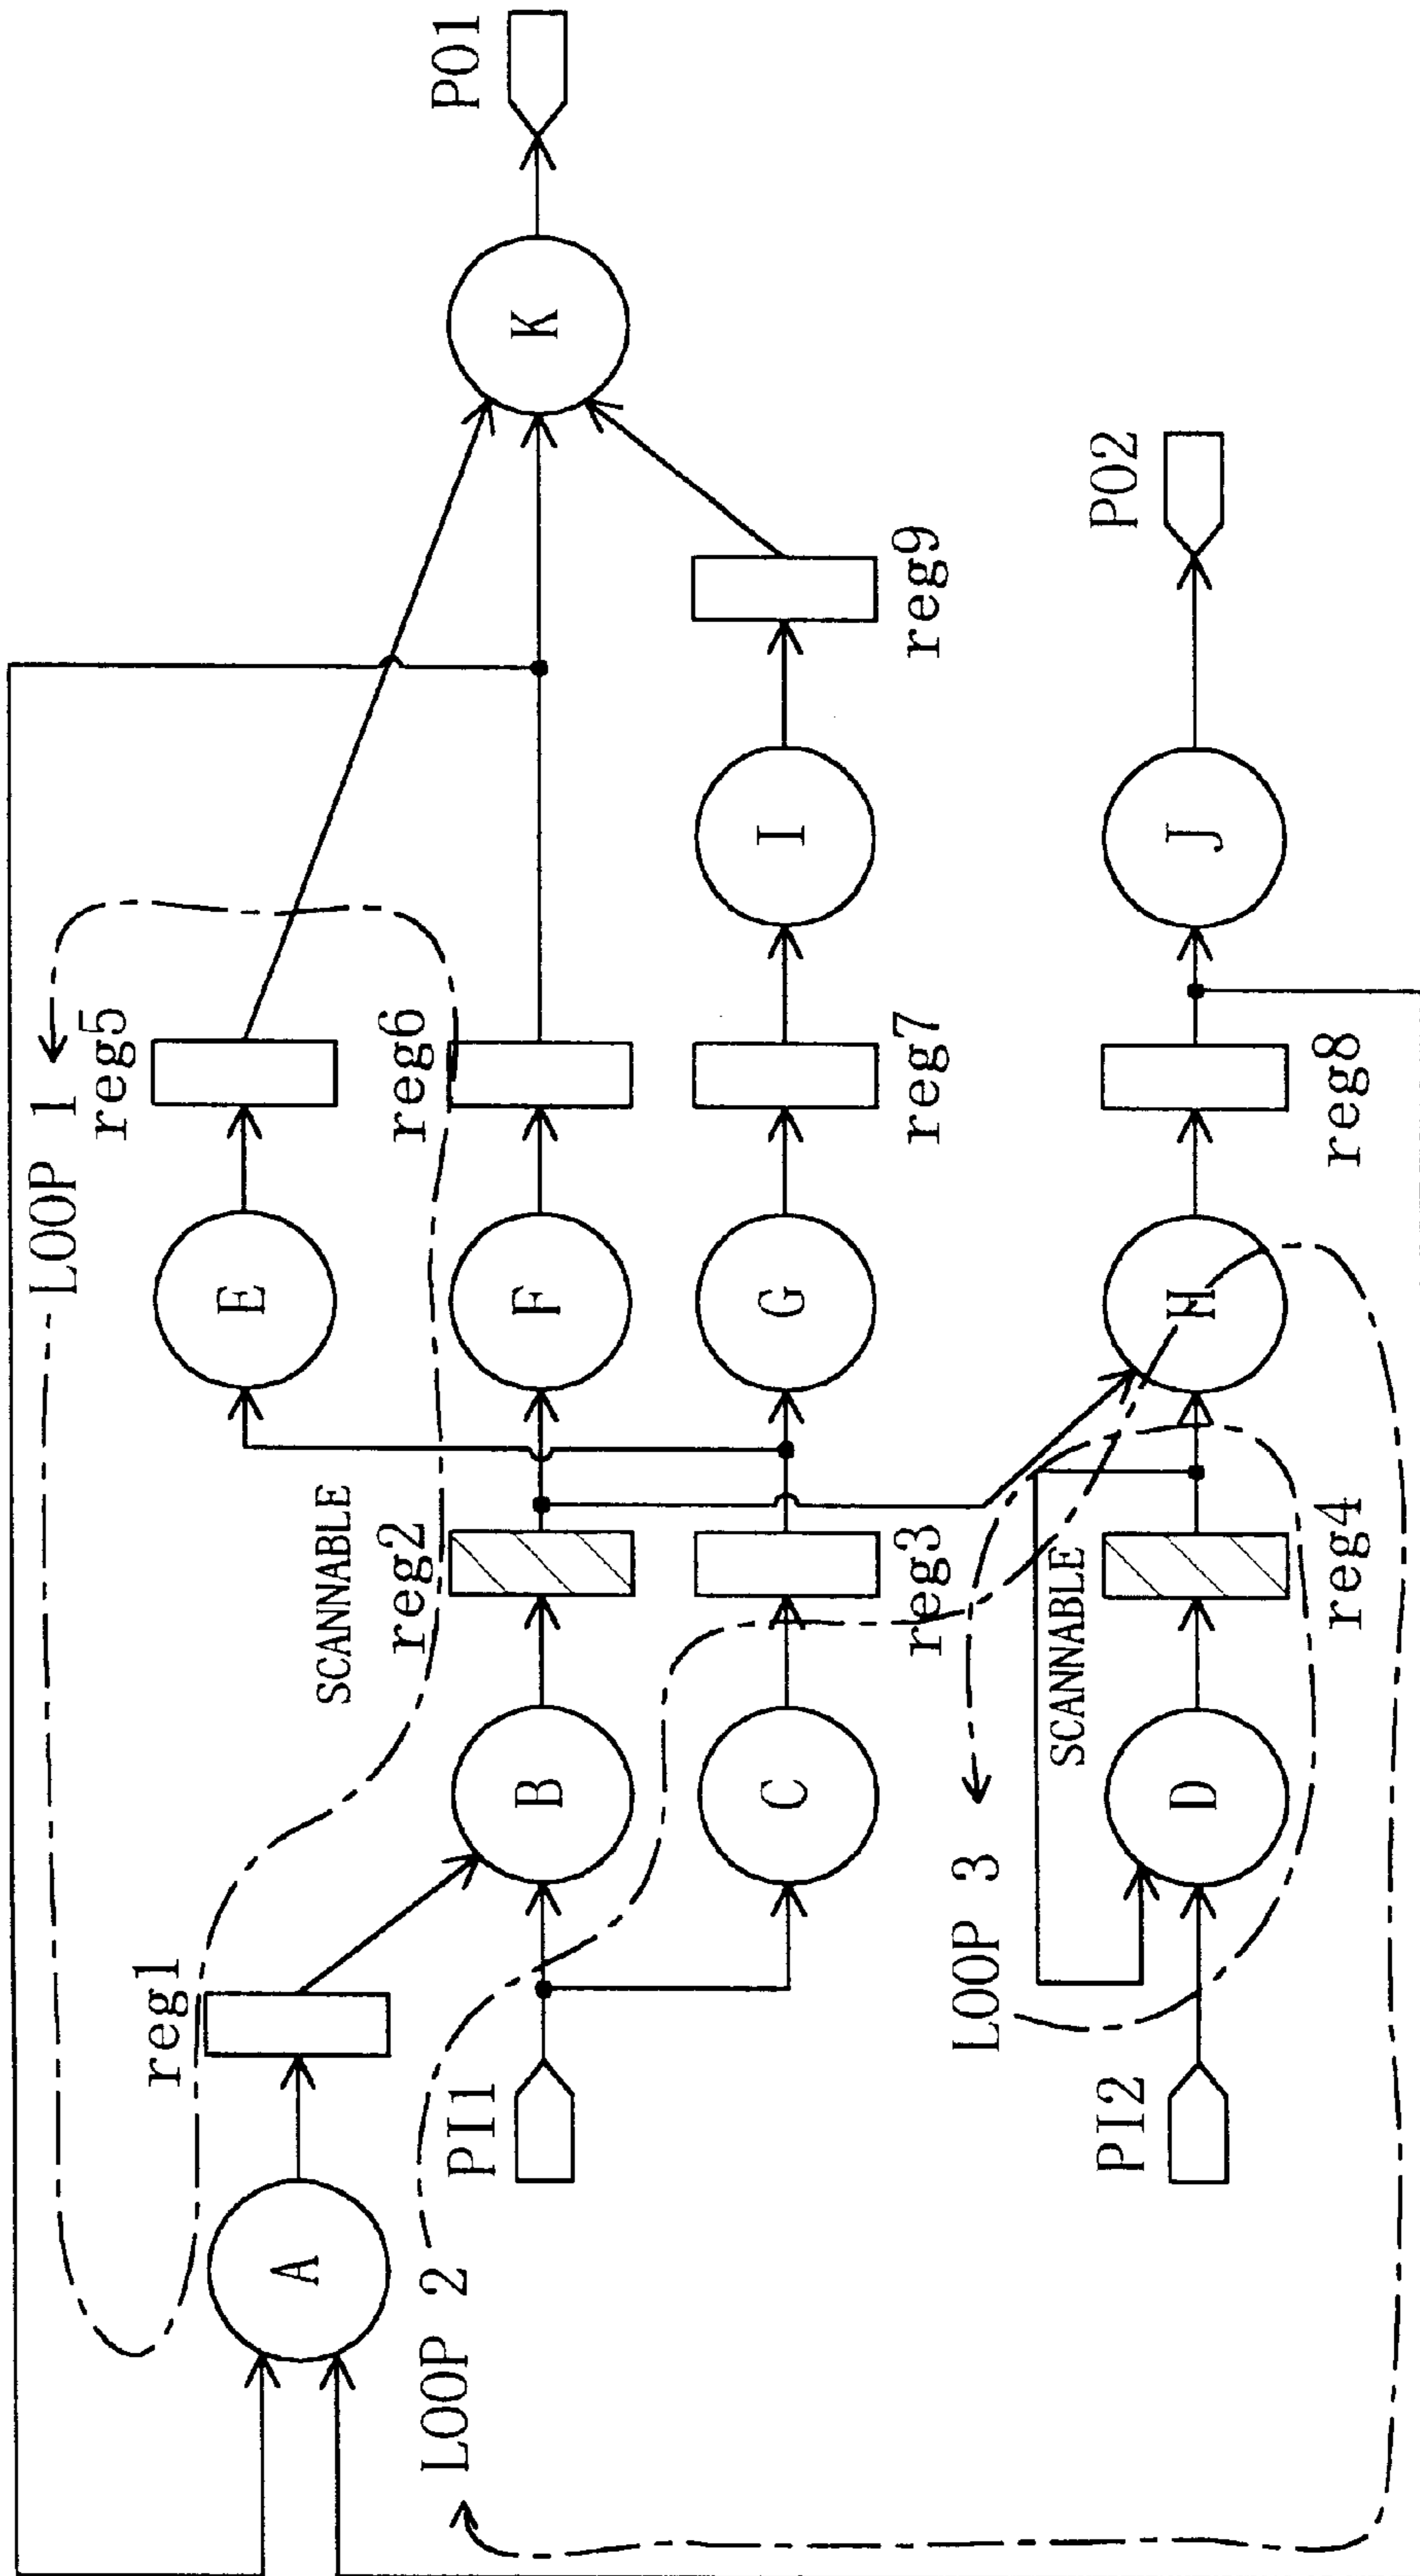 LOOP 1
reg5
reg1
E
A
SCANNABLE
reg2
reg6
LOOP 2
PO1
PI1
B
F
K
C
G
I
reg3
reg7
reg9
LOOP 3
SCANNABLE
PI2
PO2
D
H
J
reg4
reg8